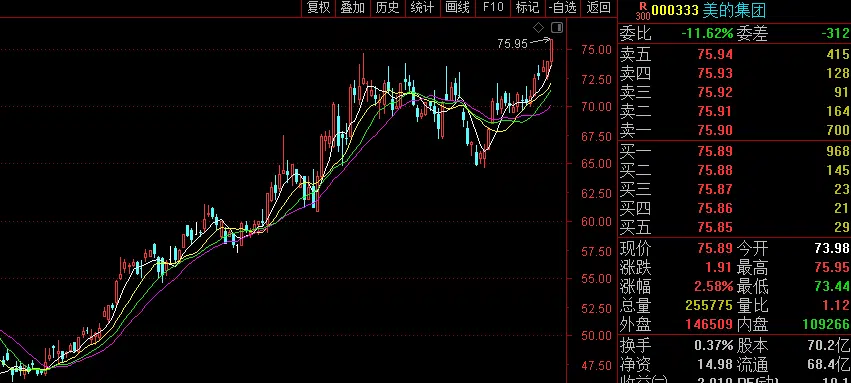 复权 叠加 历史 统计 画线 F10 标记 -自选 返回
R 300 000333 美的集团
委比 -11.62% 委差 -312
卖五 75.94 415
卖四 75.93 128
卖三 75.92 91
卖二 75.91 164
卖一 75.90 700
买一 75.89 968
买二 75.88 145
买三 75.87 23
买四 75.86 21
买五 75.85 29
现价 75.89 今开 73.98
涨跌 1.91 最高 75.95
涨幅 2.58% 最低 73.44
总量 255775 量比 1.12
外盘 146509 内盘 109266
换手 0.37% 股本 70.2亿
净资 14.98 流通 68.4亿
75.95
75.00
72.50
70.00
67.50
65.00
62.50
60.00
57.50
55.00
52.50
50.00
47.50